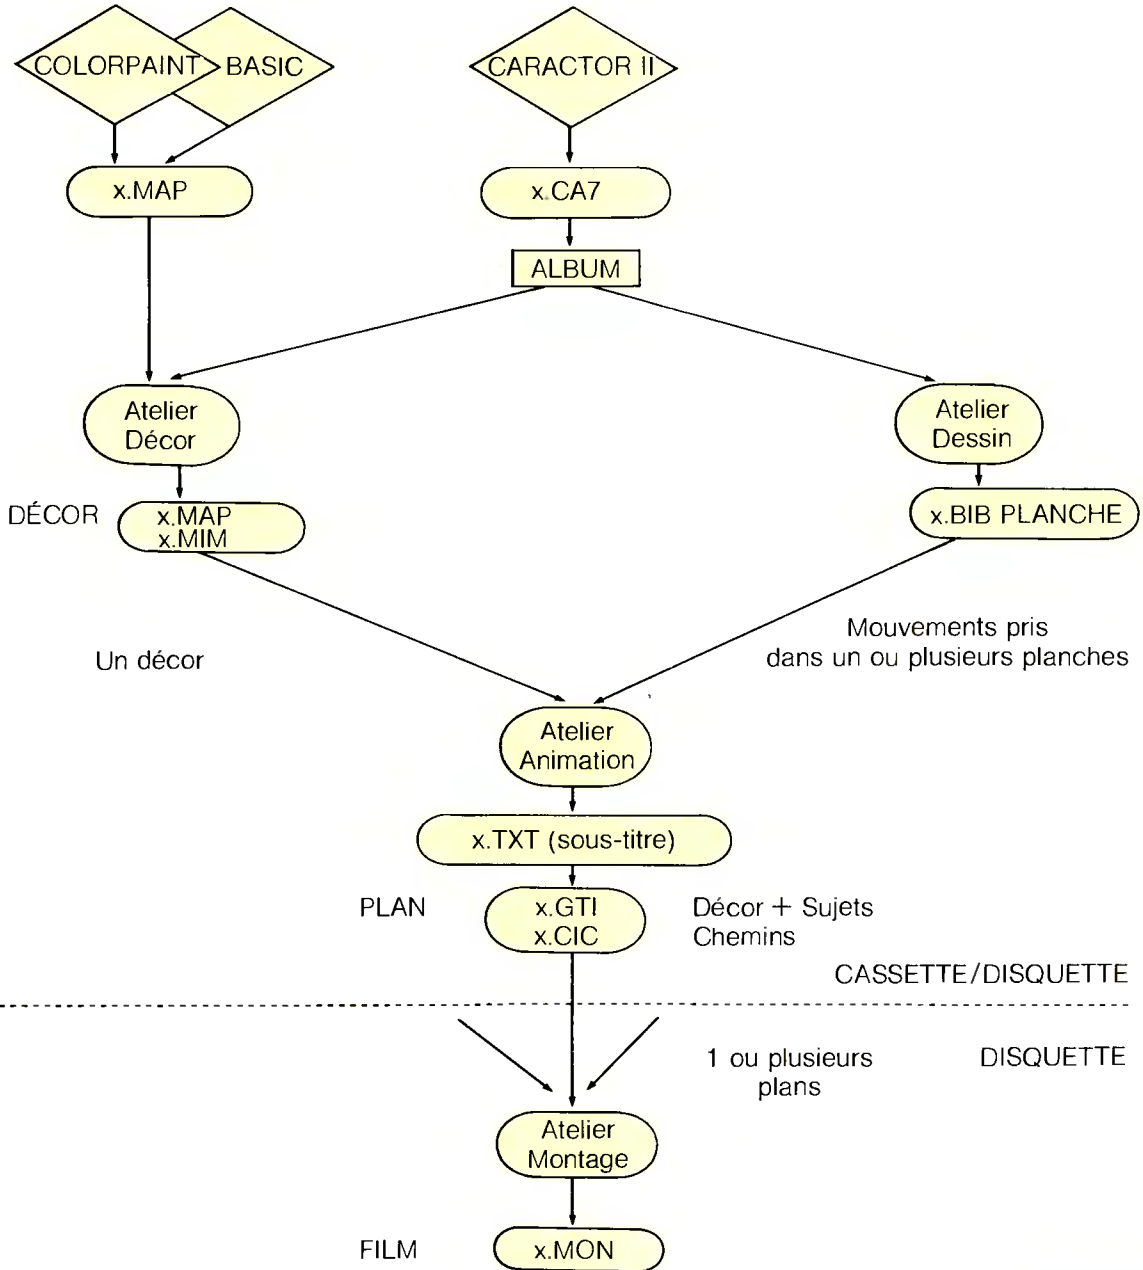 COLORPAINT
BASIC
CARACTOR II
x.MAP
x.CA7
ALBUM
Atelier
Décor
Atelier
Dessin
DÉCOR
x.MAP
x.MIM
x.BIB PLANCHE
Un décor
Mouvements pris
dans un ou plusieurs planches
Atelier
Animation
x.TXT (sous-titre)
PLAN
x.GTI
x.CIC
Décor + Sujets
Chemins
CASSETTE/DISQUETTE
1 ou plusieurs
plans
DISQUETTE
Atelier
Montage
FILM
x.MON